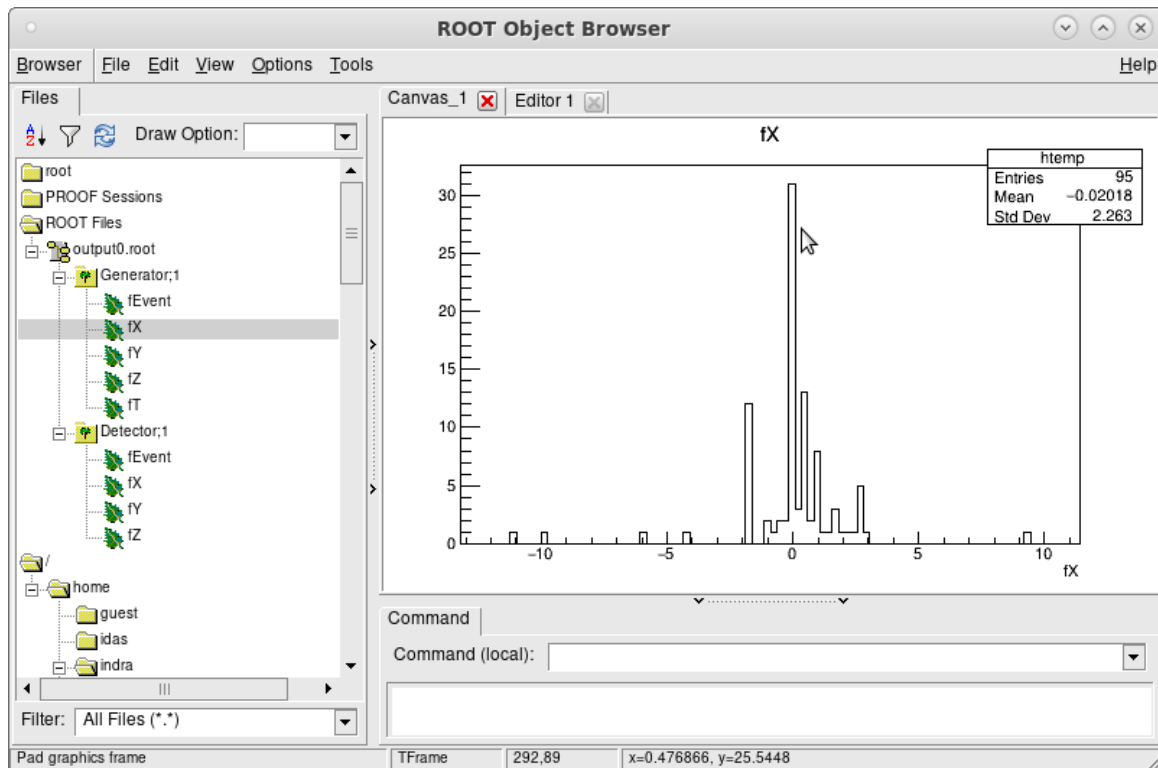 ROOT Object Browser
Browser File Edit View Options Tools Help
Files
Draw Option:
root
PROOF Sessions
ROOT Files
output0.root
Generator;1
fEvent
fX
fY
fZ
fT
Detector;1
fEvent
fX
fY
fZ
/
home
guest
idas
indra
Filter: All Files (*.*)
Canvas_1 Editor 1
fX
htemp
Entries 95
Mean −0.02018
Std Dev 2.263
30
25
20
15
10
5
0
−10 −5 0 5 10
fX
Command
Command (local):
Pad graphics frame TFrame 292,89 x=0.476866, y=25.5448